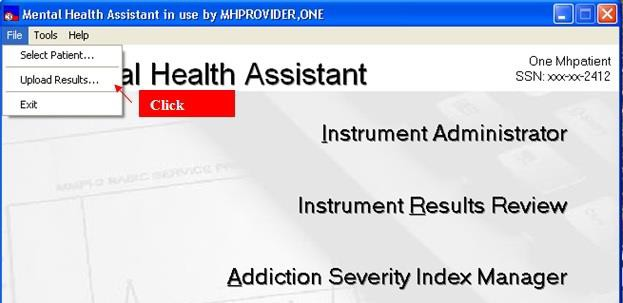 Mental Health Assistant in use by MHPROVIDER,ONE
File Tools Help
Select Patient...
Upload Results...
Exit
Click
al Health Assistant
One Mhpatient
SSN: xxx-xx-2412
Instrument Administrator
Instrument Results Review
Addiction Severity Index Manager